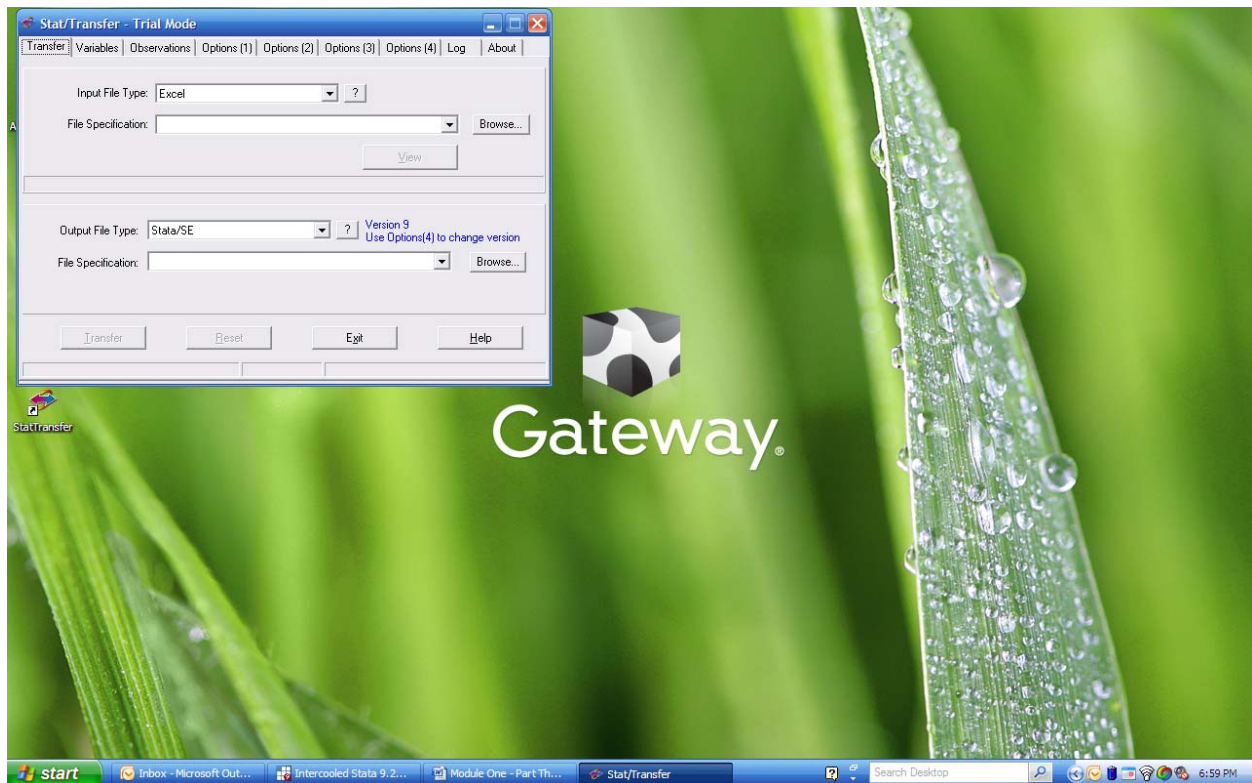 Stat/Transfer - Trial Mode
Transfer Variables Observations Options (1) Options (2) Options (3) Options (4) Log About
Input File Type: Excel ?
File Specification: Browse...
View
Output File Type: Stata/SE ? Version 9
Use Options(4) to change version
File Specification: Browse...
Transfer Reset Exit Help
A
StatTransfer
Gateway®
start Inbox - Microsoft Out... Intercooled Stata 9.2... Module One - Part Th... Stat/Transfer ? Search Desktop 6:59 PM